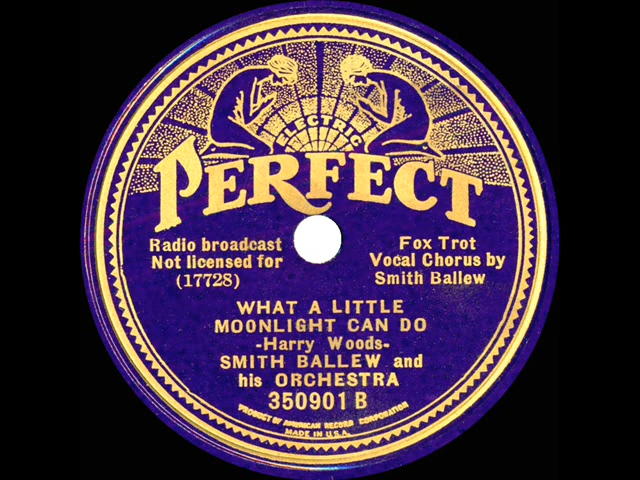 ELECTRIC
PERFECT
Radio broadcast
Not licensed for
(17728)
Fox Trot
Vocal Chorus by
Smith Ballew
WHAT A LITTLE
MOONLIGHT CAN DO
-Harry Woods-
SMITH BALLEW and
his ORCHESTRA
350901 B
PRODUCT OF AMERICAN RECORD CORPORATION
MADE IN U.S.A.